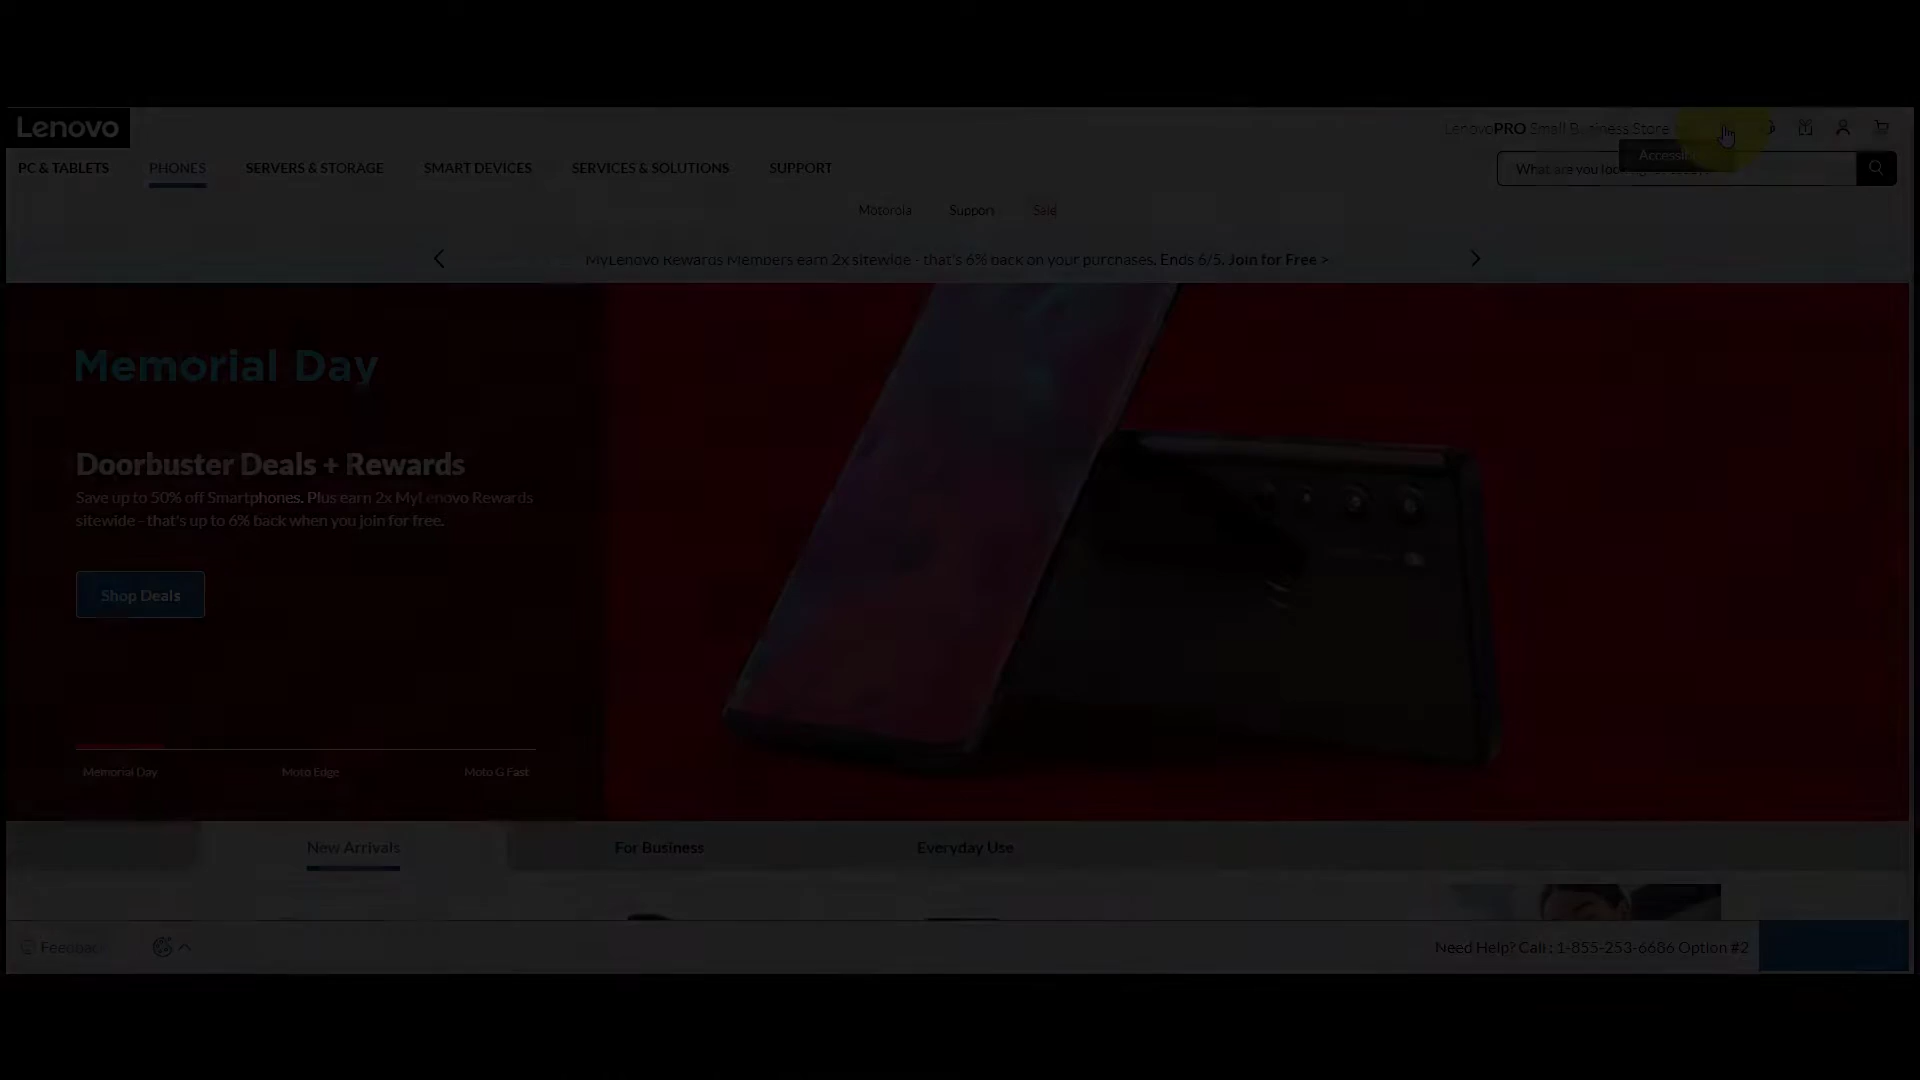 Lenovo
LenovoPRO Small Business Store
PC & TABLETS PHONES SERVERS & STORAGE SMART DEVICES SERVICES & SOLUTIONS SUPPORT
What are you
Motorola Support Sale
MyLenovo Rewards Members earn 2x sitewide - that's 6% back on your purchases. Ends 6/5. Join for Free >
Memorial Day
Doorbuster Deals + Rewards
Save up to 50% off Smartphones. Plus earn 2x MyLenovo Rewards
sitewide - that's up to 6% back when you join for free.
Shop Deals
Memorial Day Moto Edge Moto G Fast
New Arrivals For Business Everyday Use
Feedback
Need Help? Call : 1-855-253-6686 Option #2